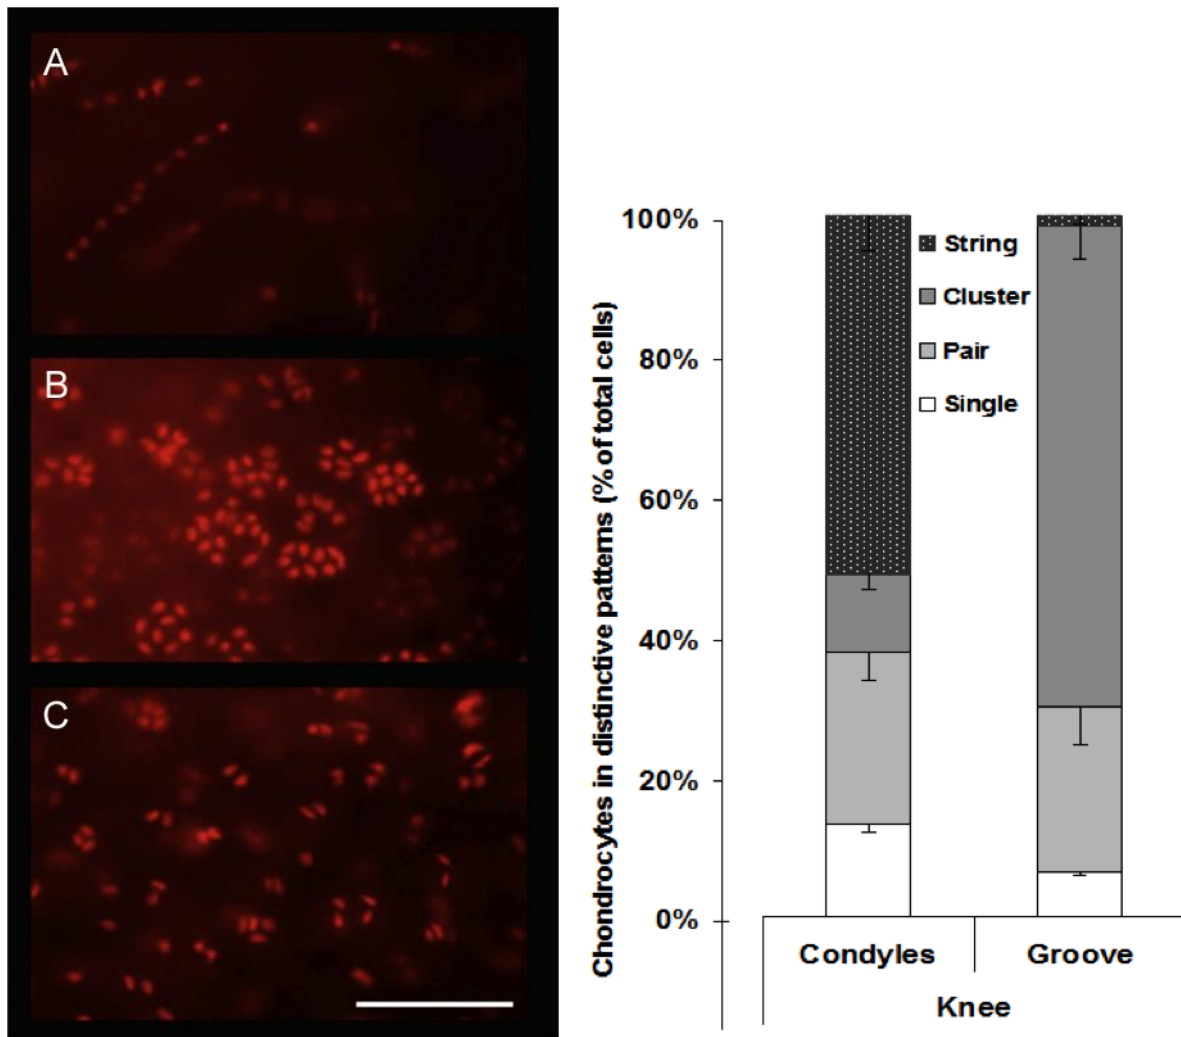 A
B
C
Chondrocytes in distinctive patterns (% of total cells)
100%
80%
60%
40%
20%
0%
String
Cluster
Pair
Single
Condyles
Groove
Knee